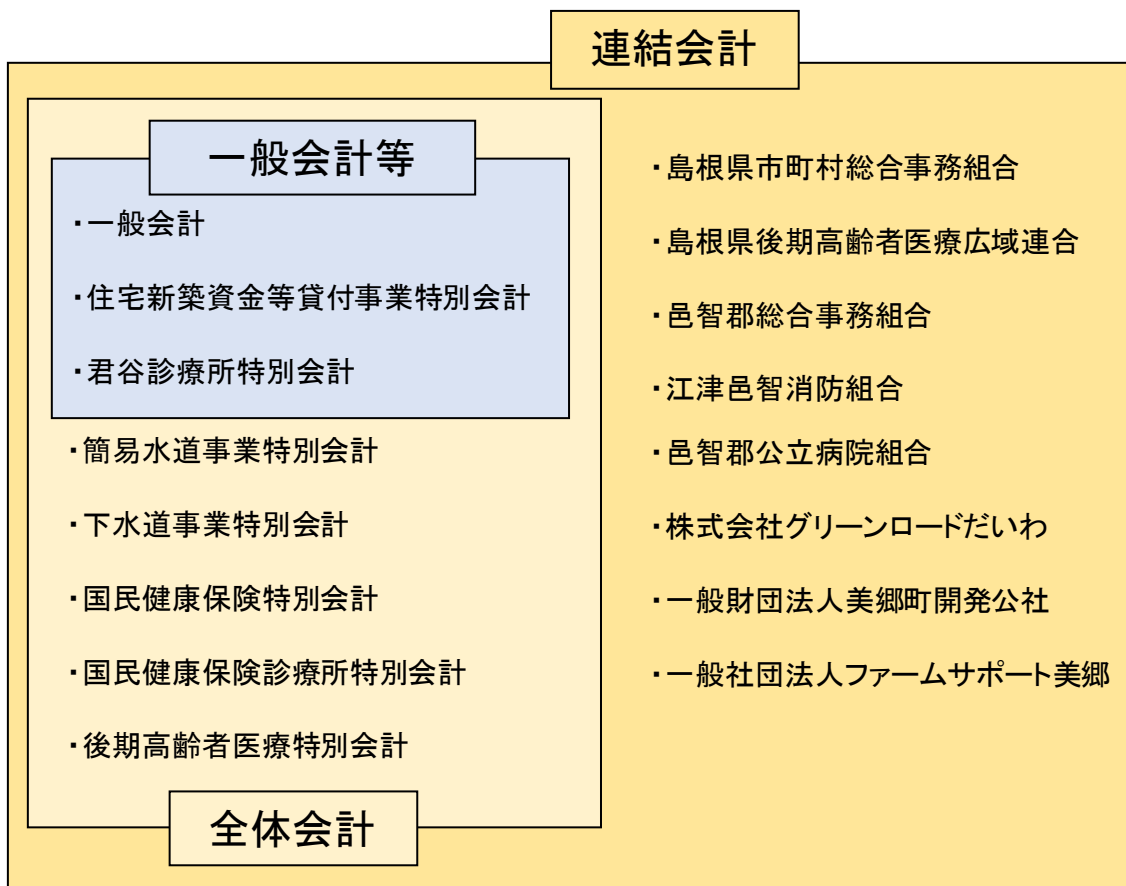 連結会計
一般会計等
・一般会計
・住宅新築資金等貸付事業特別会計
・君谷診療所特別会計
・簡易水道事業特別会計
・下水道事業特別会計
・国民健康保険特別会計
・国民健康保険診療所特別会計
・後期高齢者医療特別会計
全体会計
・島根県市町村総合事務組合
・島根県後期高齢者医療広域連合
・邑智郡総合事務組合
・江津邑智消防組合
・邑智郡公立病院組合
・株式会社グリーンロードだいわ
・一般財団法人美郷町開発公社
・一般社団法人ファームサポート美郷